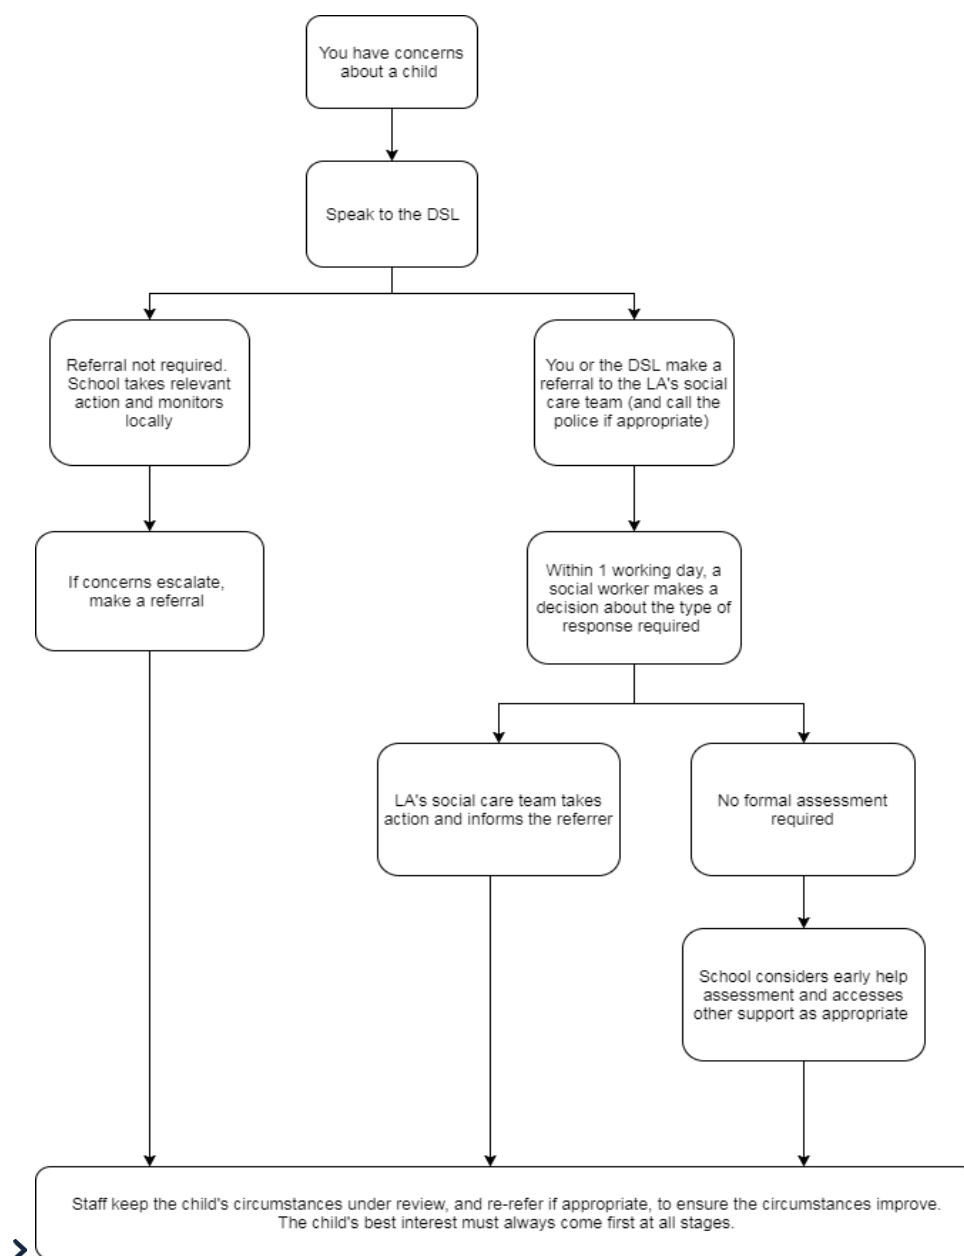 You have concerns
about a child
Speak to the DSL
Referral not required.
School takes relevant
action and monitors
locally
You or the DSL make a
referral to the LA's social
care team (and call the
police if appropriate)
If concerns escalate,
make a referral
Within 1 working day, a
social worker makes a
decision about the type of
response required
LA's social care team takes
action and informs the referrer
No formal assessment
required
School considers early help
assessment and accesses
other support as appropriate
Staff keep the child's circumstances under review, and re-refer if appropriate, to ensure the circumstances improve.
The child's best interest must always come first at all stages.